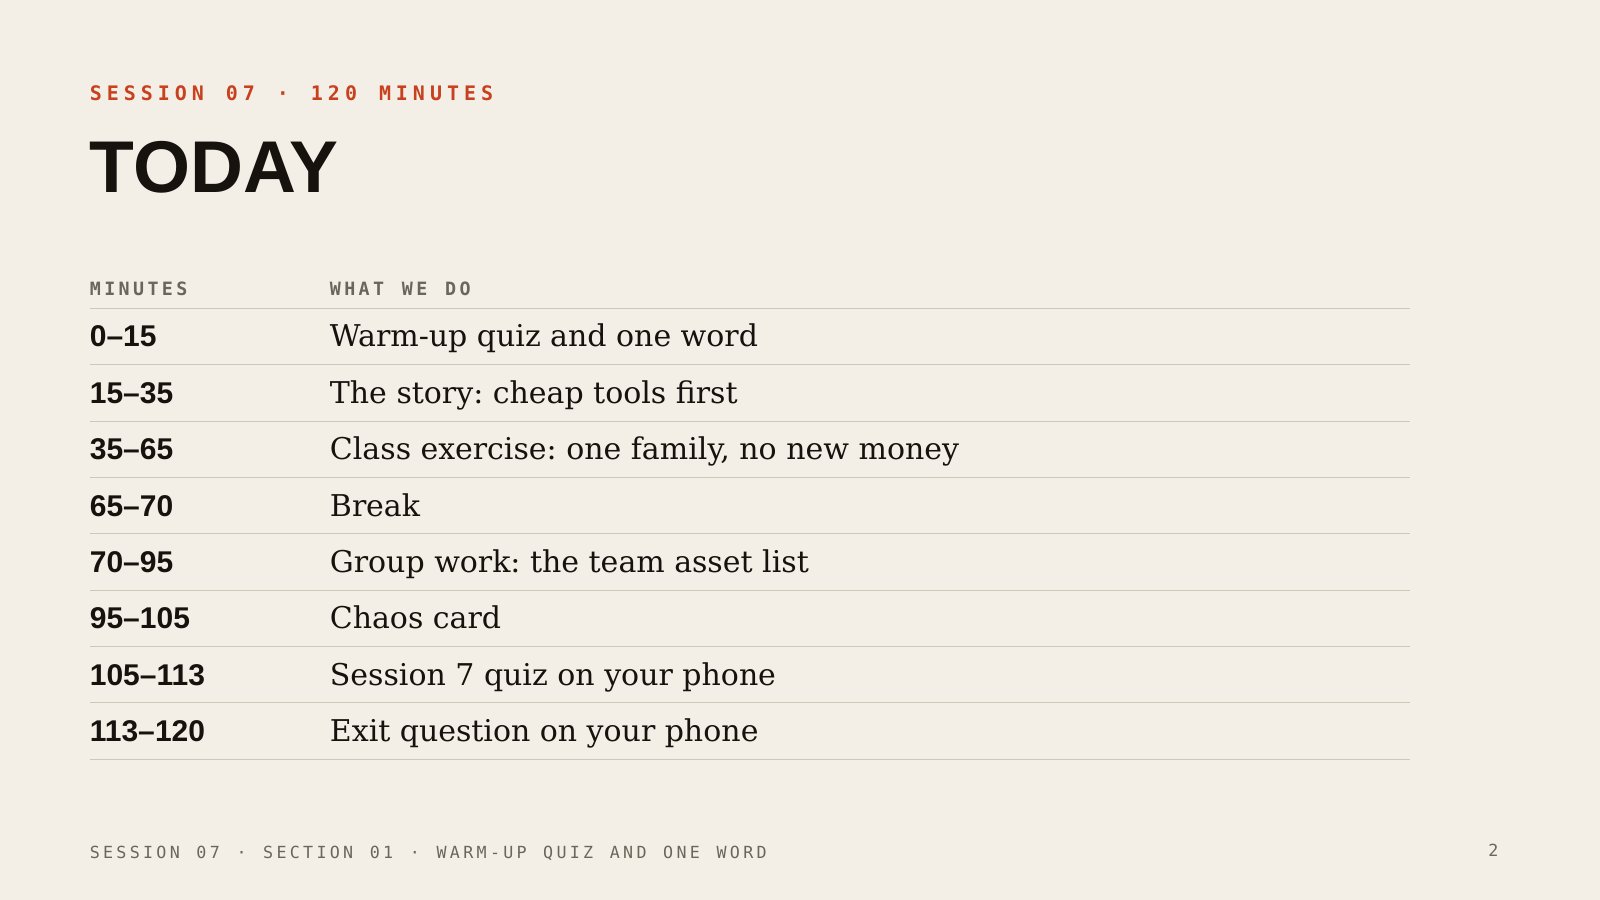 SESSION 07 · 120 MINUTES
TODAY
MINUTES WHAT WE DO
0–15 Warm-up quiz and one word
15–35 The story: cheap tools first
35–65 Class exercise: one family, no new money
65–70 Break
70–95 Group work: the team asset list
95–105 Chaos card
105–113 Session 7 quiz on your phone
113–120 Exit question on your phone
SESSION 07 · SECTION 01 · WARM-UP QUIZ AND ONE WORD 2